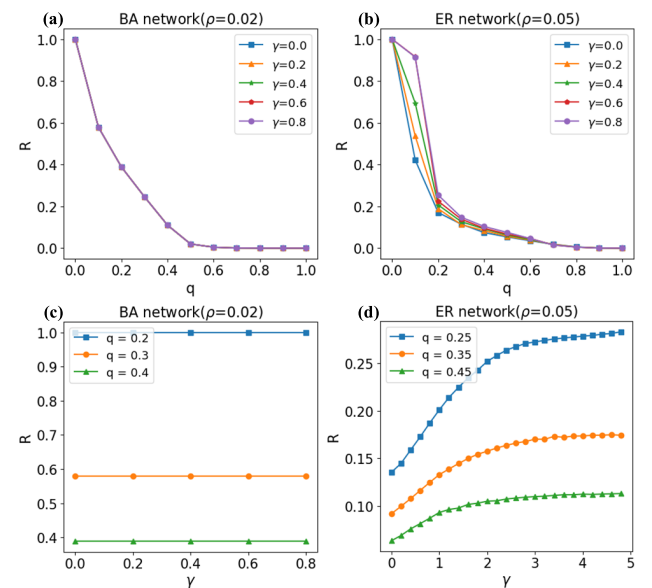 (a) BA network(ρ=0.02)
1.0
0.8
0.6
0.4
0.2
0.0
R
γ=0.0
γ=0.2
γ=0.4
γ=0.6
γ=0.8
0.0 0.2 0.4 0.6 0.8 1.0
q
(b) ER network(ρ=0.05)
1.0
0.8
0.6
0.4
0.2
0.0
R
γ=0.0
γ=0.2
γ=0.4
γ=0.6
γ=0.8
0.0 0.2 0.4 0.6 0.8 1.0
q
(c) BA network(ρ=0.02)
1.0
0.9
0.8
0.7
0.6
0.5
0.4
R
q = 0.2
q = 0.3
q = 0.4
0.0 0.2 0.4 0.6 0.8
γ
(d) ER network(ρ=0.05)
0.25
0.20
0.15
0.10
R
q = 0.25
q = 0.35
q = 0.45
0 1 2 3 4 5
γ